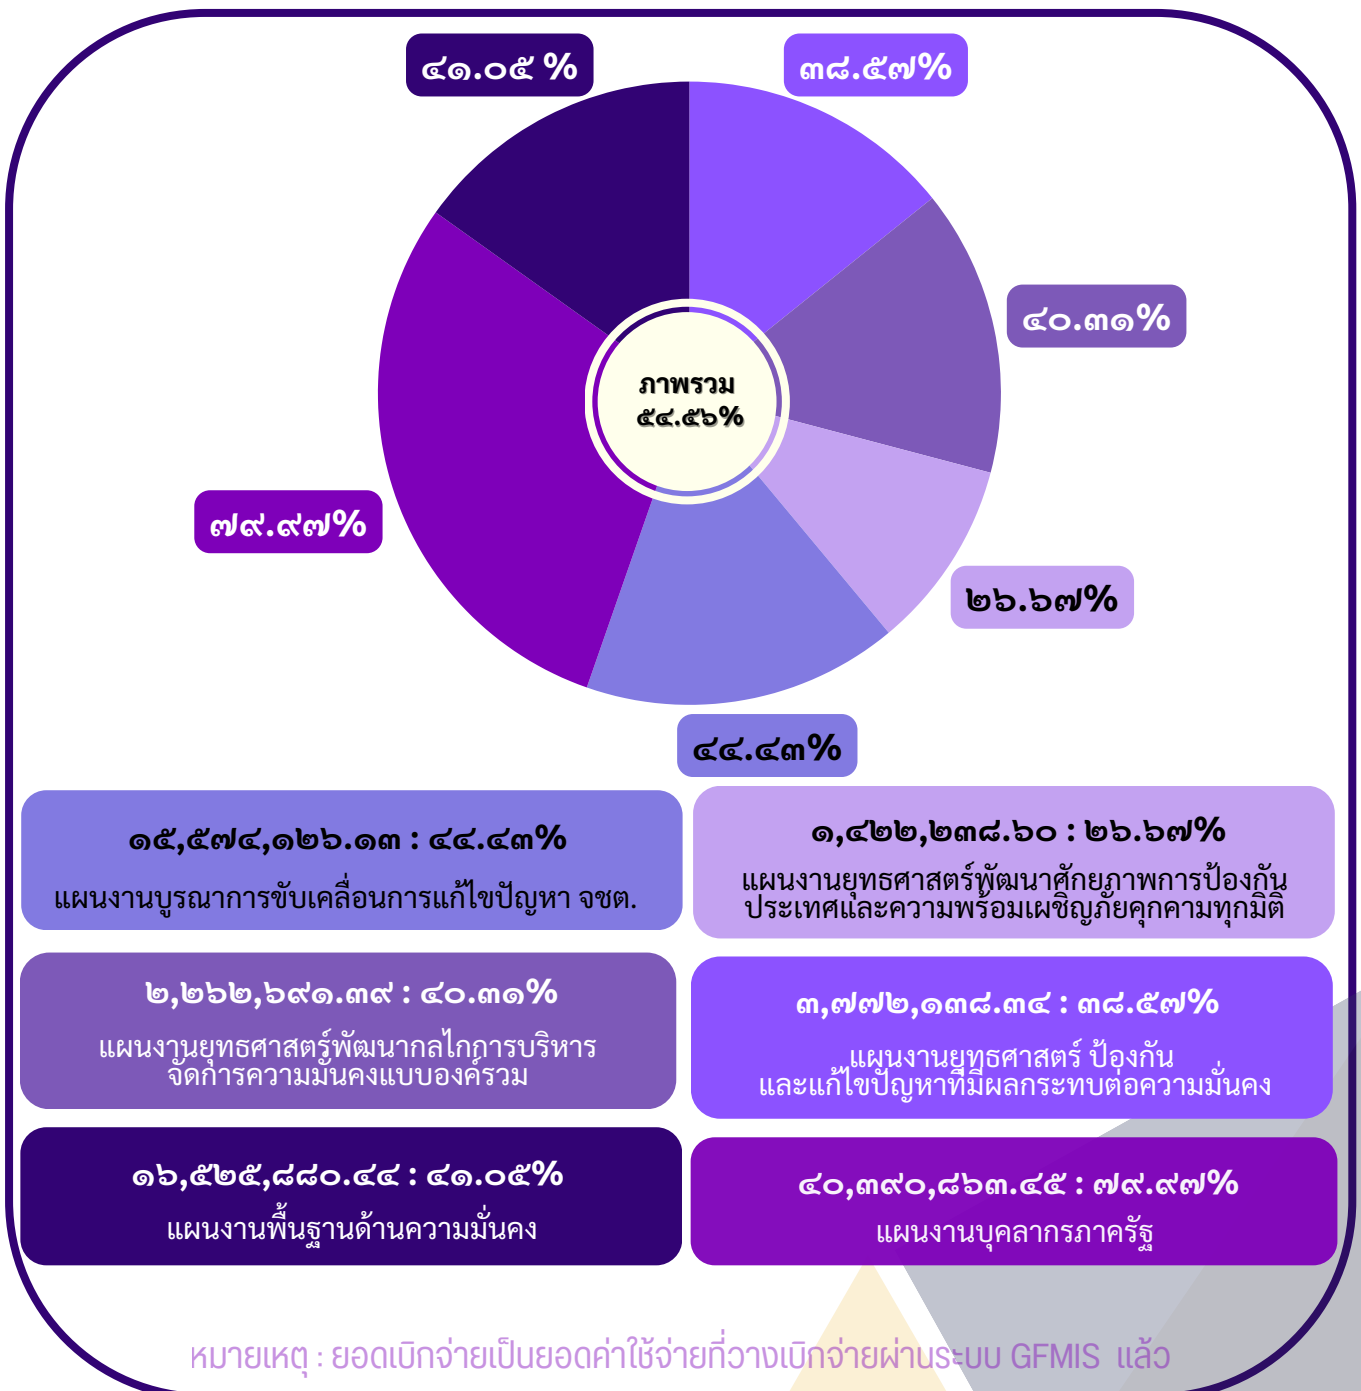 ๔๑.๐๕ %
๓๘.๕๗%
๔๐.๓๑%
ภาพรวม
๕๔.๕๖%
๗๙.๙๗%
๒๖.๖๗%
๔๔.๔๓%
๑๕,๕๗๔,๑๒๖.๑๓ : ๔๔.๔๓%
แผนงานบูรณาการขับเคลื่อนการแก้ไขปัญหา จชต.
๑,๔๒๒,๒๓๘.๖๐ : ๒๖.๖๗%
แผนงานยุทธศาสตร์พัฒนาศักยภาพการป้องกัน
ประเทศและความพร้อมเผชิญภัยคุกคามทุกมิติ
๒,๒๖๒,๖๙๑.๓๙ : ๔๐.๓๑%
แผนงานยุทธศาสตร์พัฒนากลไกการบริหาร
จัดการความมั่นคงแบบองค์รวม
๓,๗๗๒,๑๓๘.๓๔ : ๓๘.๕๗%
แผนงานยุทธศาสตร์ ป้องกัน
และแก้ไขปัญหาที่มีผลกระทบต่อความมั่นคง
๑๖,๕๒๕,๘๘๐.๔๔ : ๔๑.๐๕%
แผนงานพื้นฐานด้านความมั่นคง
๔๐,๓๙๐,๘๖๓.๔๕ : ๗๙.๙๗%
แผนงานบุคลากรภาครัฐ
หมายเหตุ : ยอดเบิกจ่ายเป็นยอดค่าใช้จ่ายที่วางเบิกจ่ายผ่านระบบ GFMIS แล้ว